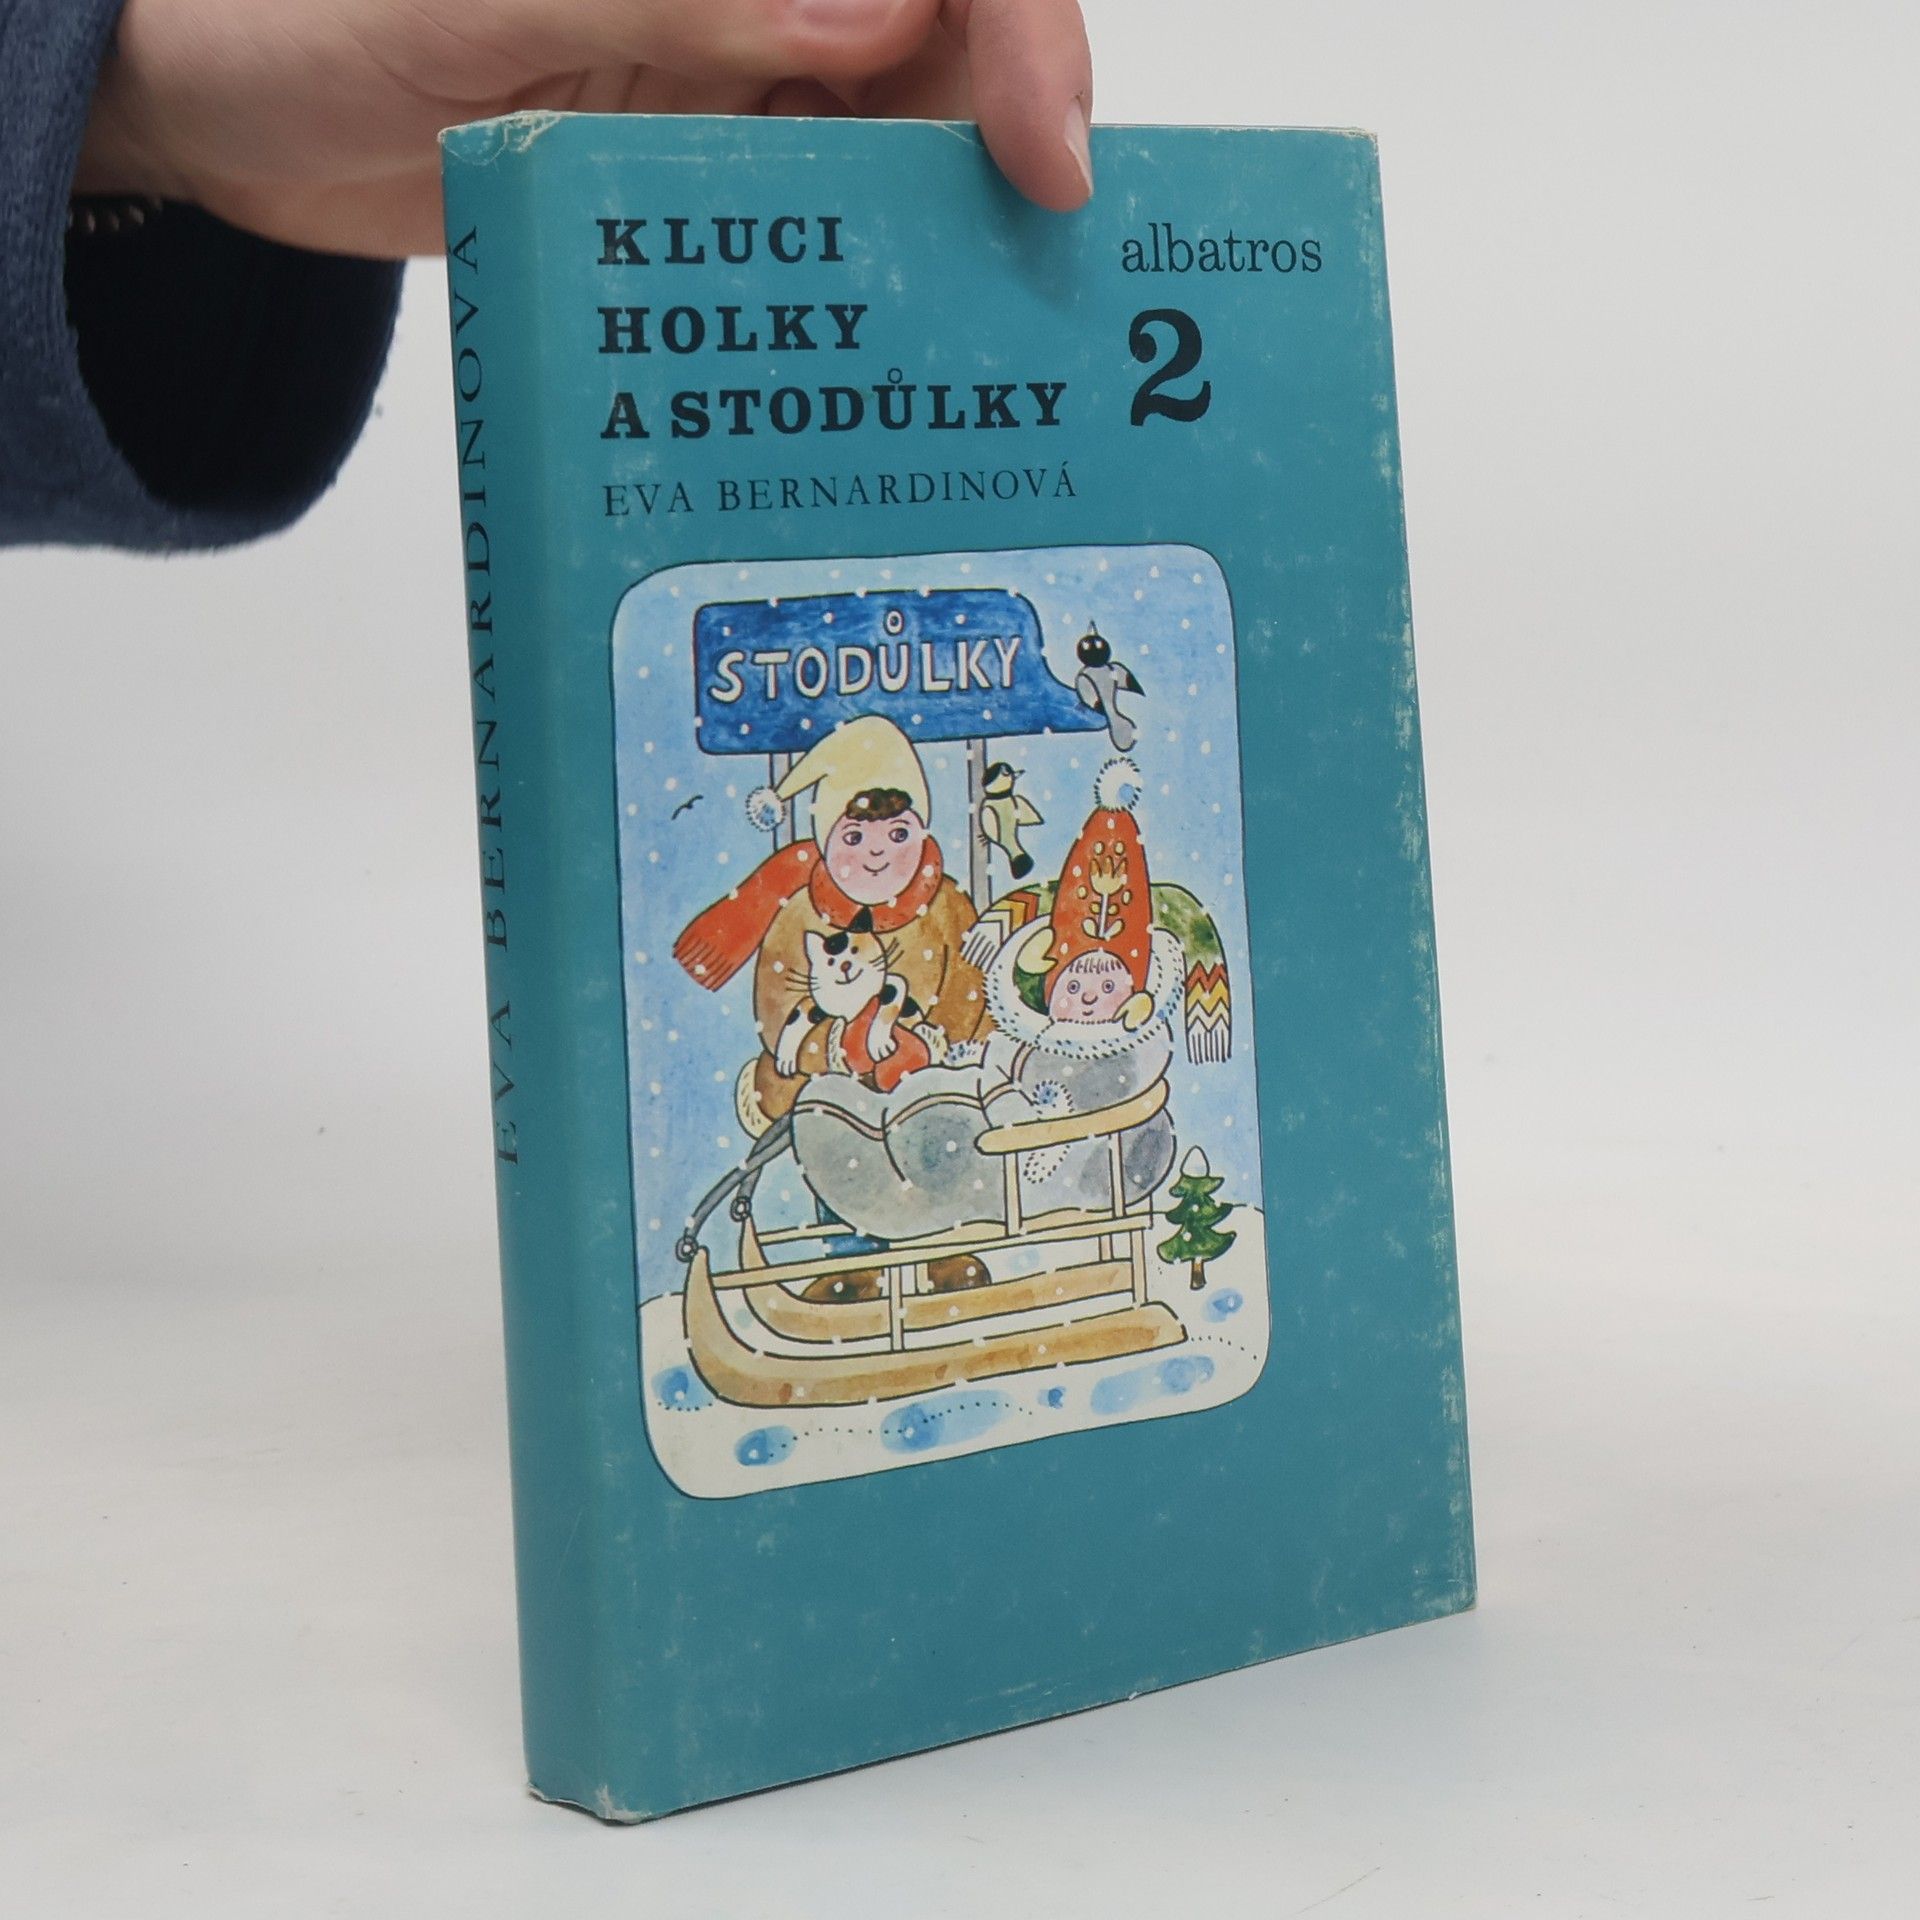 KLUCI
HOLKY
A STODŮLKY
EVA BERNARDINOVÁ
albatros
2
STODŮLKY
EVA BERNARDINOVÁ